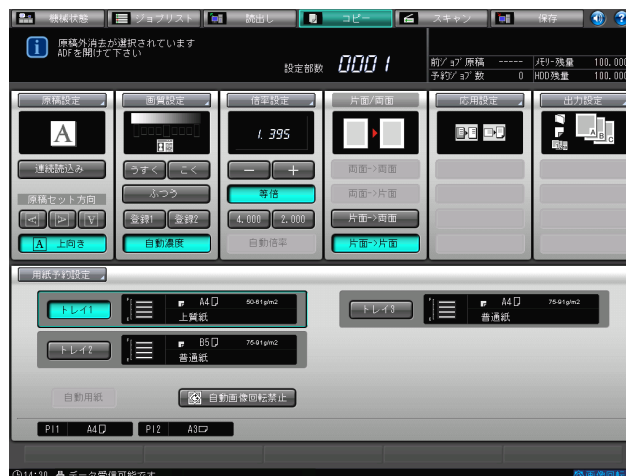 機械状態 ジョブリスト 読出し コピー スキャン 保存
原稿外消去が選択されています
ADFを開けて下さい
設定部数 0001
前ジョブ原稿 ----- メモリー残量 100.00
予約ジョブ数 0 HDD残量 100.00
原稿設定 画質設定 倍率設定 片面/両面 応用設定 出力設定
A
1.395
連続読込み うすく こく - + 両面->両面
原稿セット方向 ふつう 等倍 両面->片面
登録1 登録2 4.000 2.000 片面->両面
A 上向き 自動濃度 自動倍率 片面->片面
用紙予約設定
トレイ1 A4 50-61g/m2 上質紙
トレイ3 A4 75-91g/m2 普通紙
トレイ2 B5 75-91g/m2 普通紙
自動用紙 自動画像回転禁止
PI1 A4 PI2 A3
14:30 データ受信可能です 画像回転